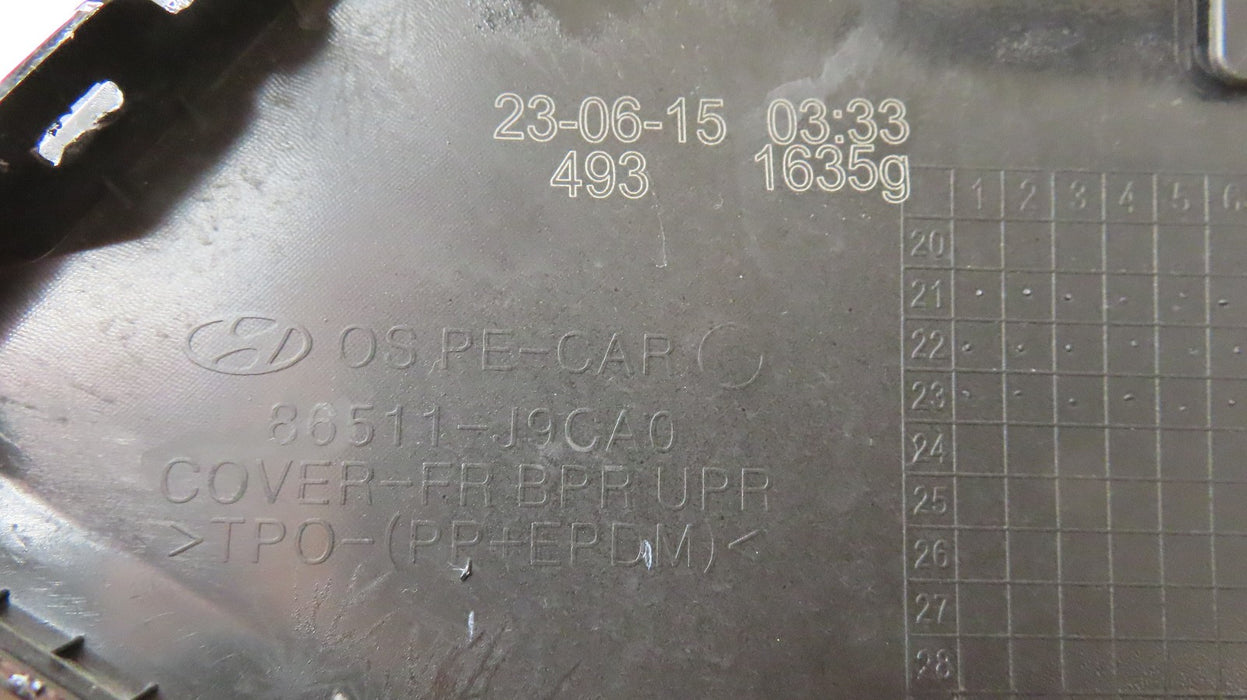 23-06-15 03:33
493 1635g
OS PE-CAR
86511-J9CA0
COVER-FR BPR UPR
>TPO-(PP+EPDM)<
1 2 3 4 5 6
20
21
22
23
24
25
26
27
28